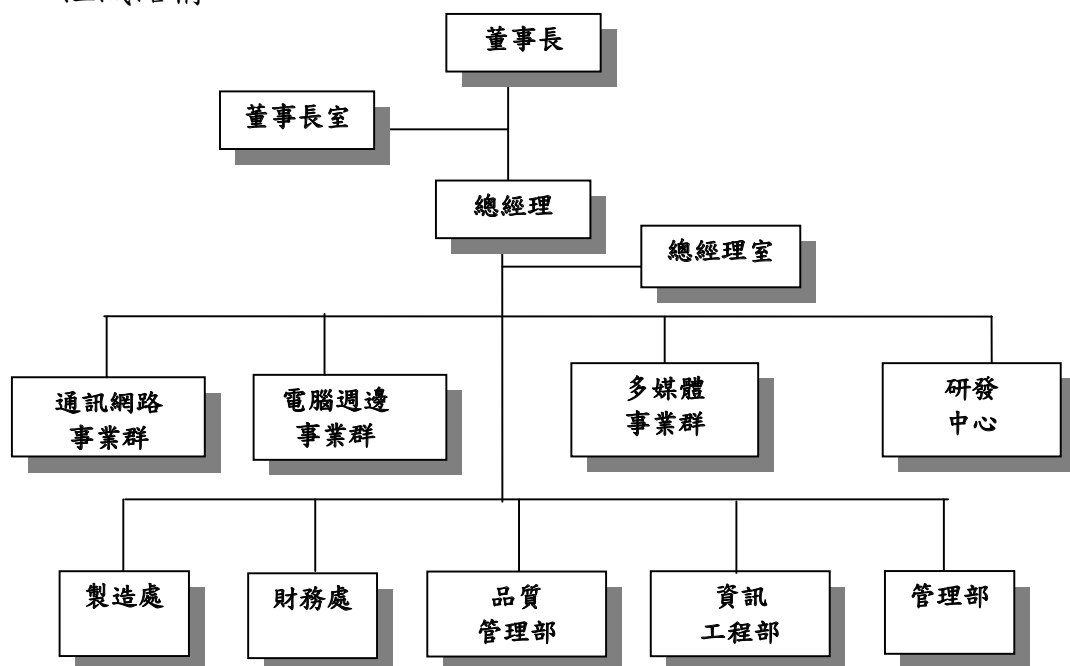 董事長
董事長室
總經理
總經理室
通訊網路
事業群
電腦週邊
事業群
多媒體
事業群
研發
中心
製造處
財務處
品質
管理部
資訊
工程部
管理部